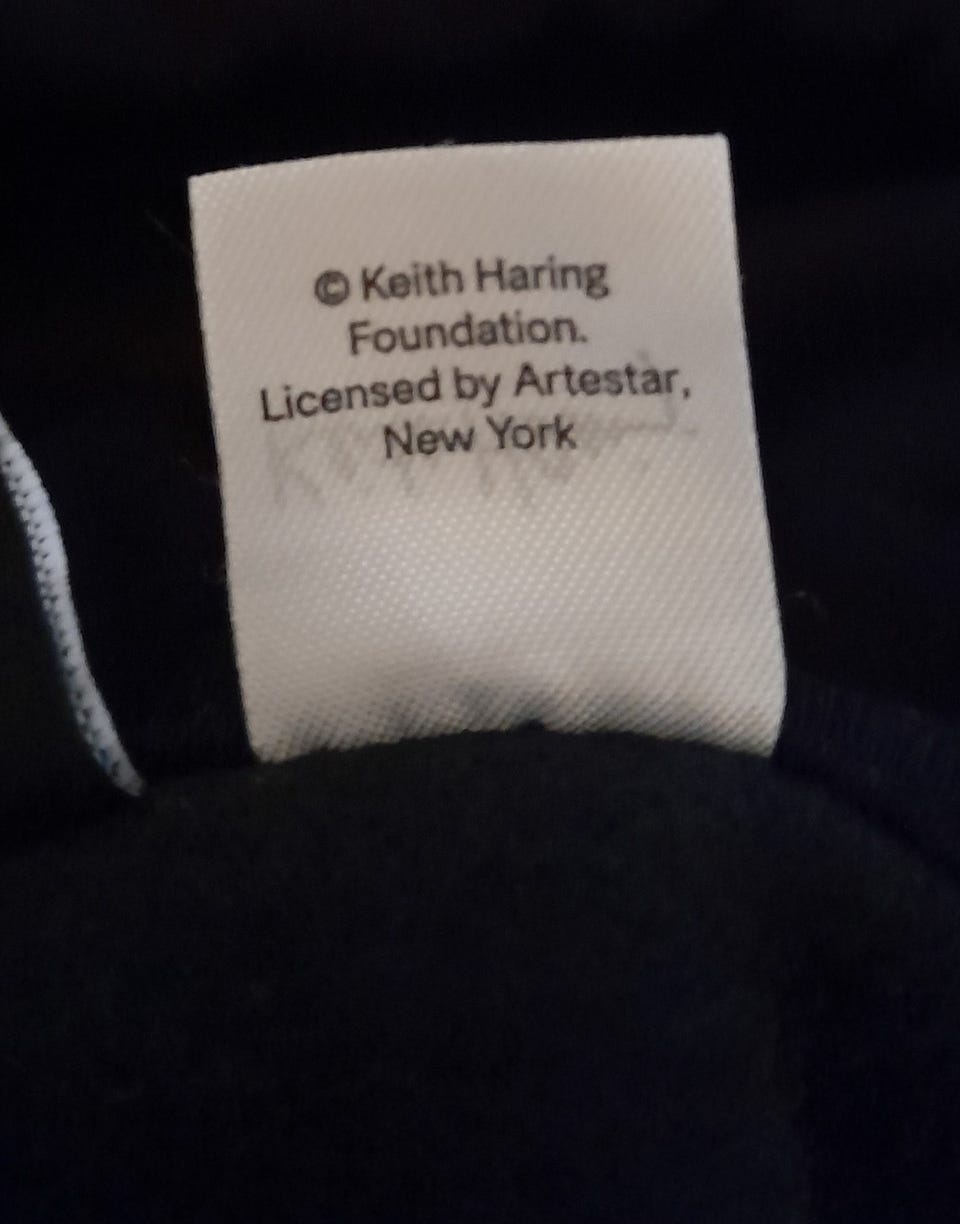 © Keith Haring
Foundation.
Licensed by Artestar,
New York